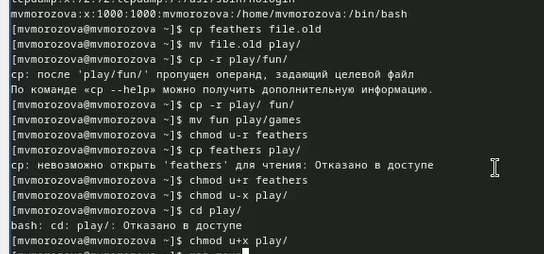 mvmorozova:x:1000:1000:mvmorozova:/home/mvmorozova:/bin/bash
[mvmorozova@mvmorozova ~]$ cp feathers file.old
[mvmorozova@mvmorozova ~]$ mv file.old play/
[mvmorozova@mvmorozova ~]$ cp -r play/fun/
cp: после 'play/fun/' пропущен операнд, задающий целевой файл
По команде «cp --help» можно получить дополнительную информацию.
[mvmorozova@mvmorozova ~]$ cp -r play/ fun/
[mvmorozova@mvmorozova ~]$ mv fun play/games
[mvmorozova@mvmorozova ~]$ chmod u-r feathers
[mvmorozova@mvmorozova ~]$ cp feathers play/
cp: невозможно открыть 'feathers' для чтения: Отказано в доступе
[mvmorozova@mvmorozova ~]$ chmod u+r feathers
[mvmorozova@mvmorozova ~]$ chmod u-x play/
[mvmorozova@mvmorozova ~]$ cd play/
bash: cd: play/: Отказано в доступе
[mvmorozova@mvmorozova ~]$ chmod u+x play/